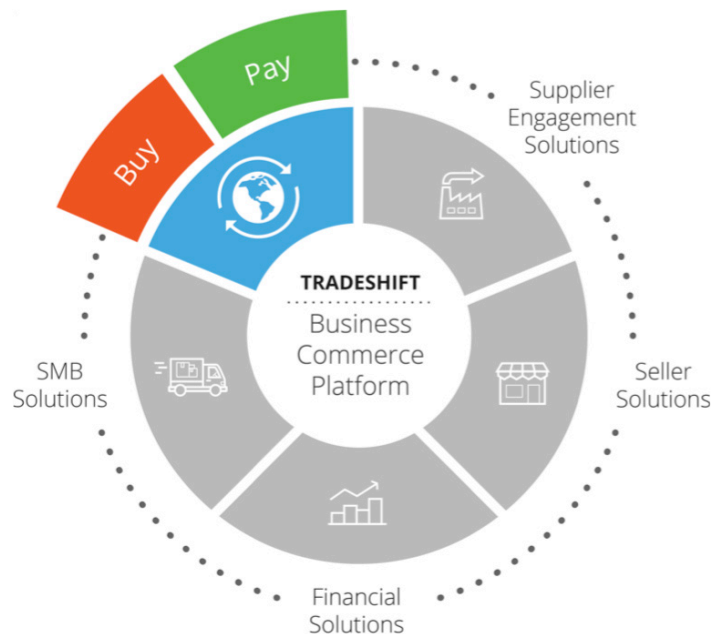 Pay
Buy
Supplier
Engagement
Solutions
TRADESHIFT
Business
Commerce
Platform
SMB
Solutions
Seller
Solutions
Financial
Solutions